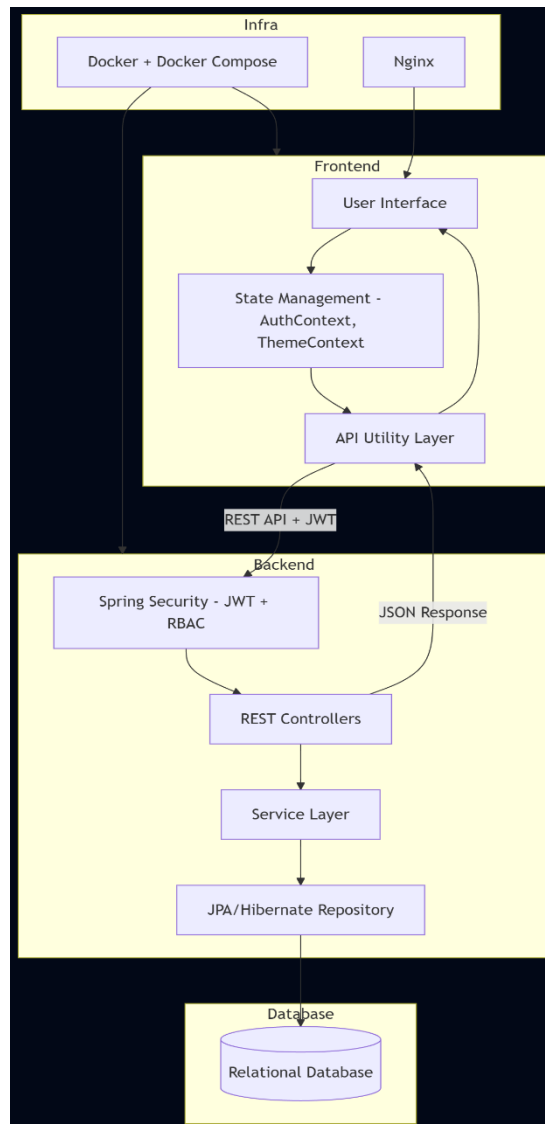 Infra
Docker + Docker Compose
Nginx
Frontend
User Interface
State Management -
AuthContext,
ThemeContext
API Utility Layer
REST API + JWT
Backend
Spring Security - JWT +
RBAC
JSON Response
REST Controllers
Service Layer
JPA/Hibernate Repository
Database
Relational Database